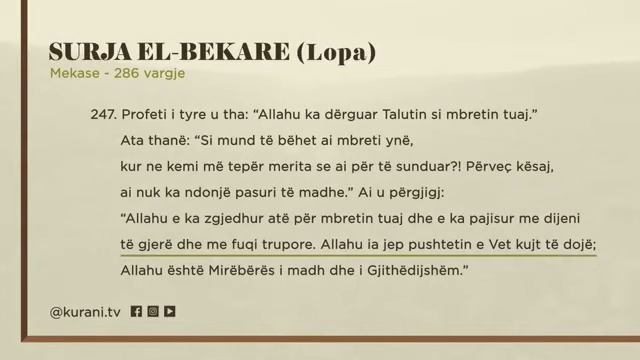 SURJA EL-BEKARE (Lopa)
Mekase - 286 vargje
247. Profeti i tyre u tha: “Allahu ka dërguar Talutin si mbretin tuaj.”
Ata thanë: “Si mund të bëhet ai mbreti ynë,
kur ne kemi më tepër merita se ai për të sunduar?! Përveç kësaj,
ai nuk ka ndonjë pasuri të madhe.” Ai u përgjigj:
“Allahu e ka zgjedhur atë për mbretin tuaj dhe e ka pajisur me dijeni
të gjerë dhe me fuqi trupore. Allahu ia jep pushtetin e Vet kujt të dojë;
Allahu është Mirëbërës i madh dhe i Gjithëdijshëm.”
@kurani.tv